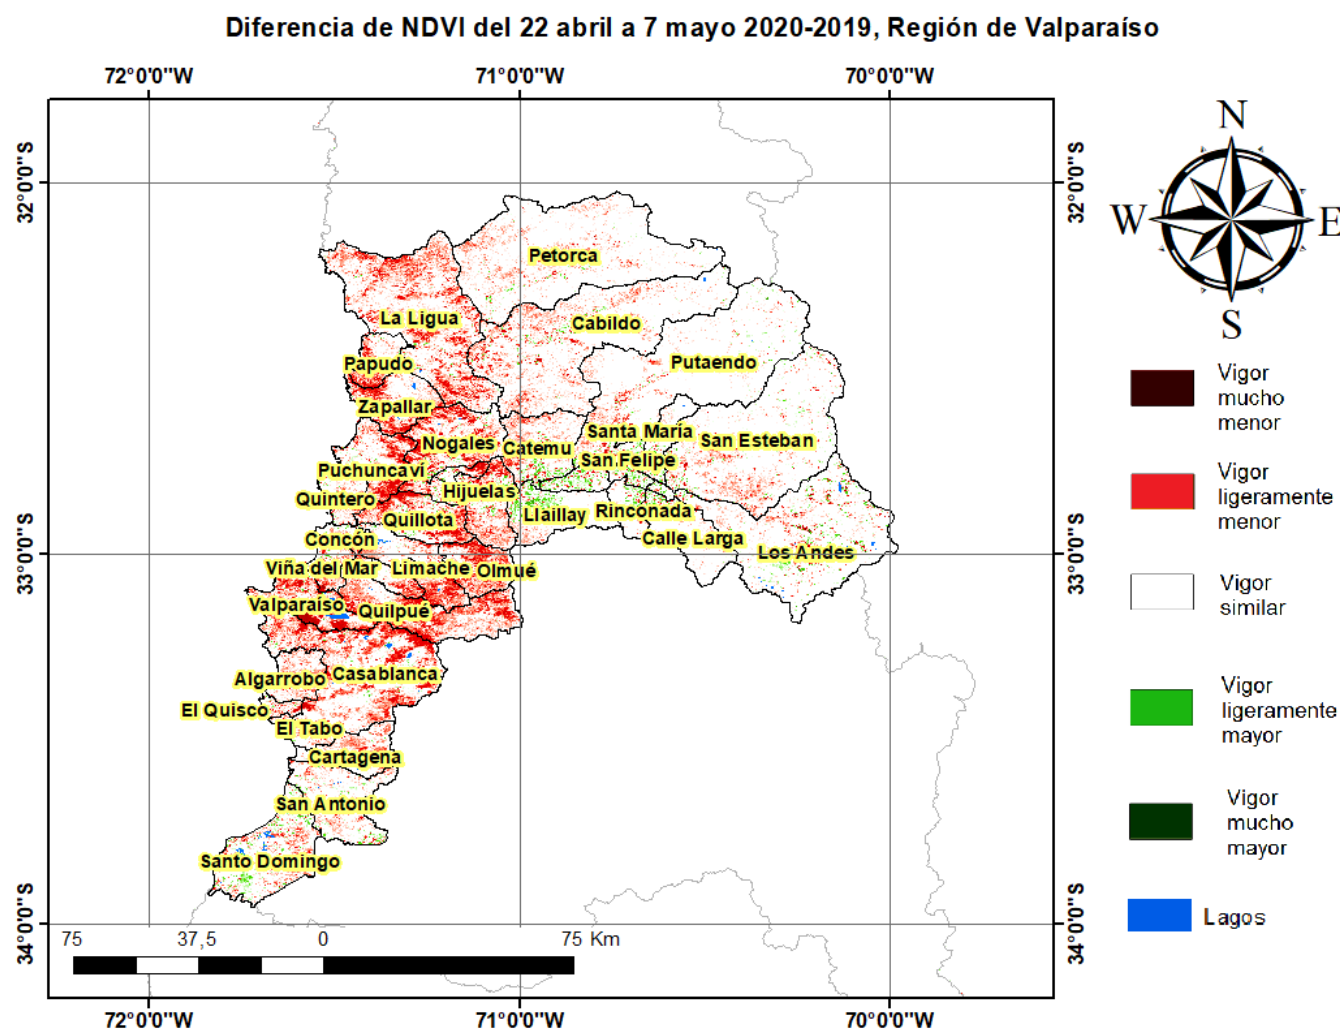 Diferencia de NDVI del 22 abril a 7 mayo 2020-2019, Región de Valparaíso
72°0'0"W
71°0'0"W
70°0'0"W
32°0'0"S
32°0'0"S
N
W
E
S
Petorca
La Ligua
Cabildo
Papudo
Putaendo
Zapallar
Santa María
Nogales
Catemu
San Esteban
San Felipe
Puchuncaví
Quintero
Hijuelas
Llaillay
Rinconada
Quillota
Concón
Calle Larga
33°0'0"S
Los Andes
33°0'0"S
Viña del Mar
Limache
Olmué
Valparaíso
Quilpué
Algarrobo
Casablanca
El Quisco
El Tabo
Cartagena
San Antonio
Santo Domingo
34°0'0"S
34°0'0"S
75
37,5
0
75 Km
72°0'0"W
71°0'0"W
70°0'0"W
Vigor
mucho
menor
Vigor
ligeramente
menor
Vigor
similar
Vigor
ligeramente
mayor
Vigor
mucho
mayor
Lagos